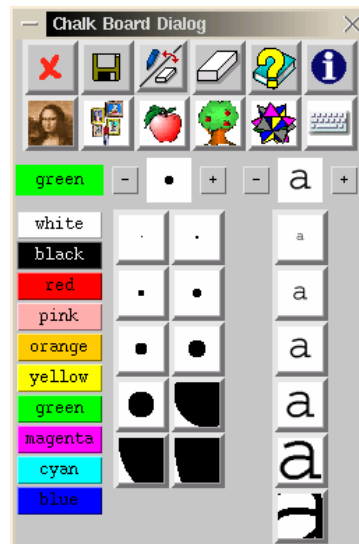 Chalk Board Dialog
green - + - a +
white
a
black
red
a
pink
orange
a
yellow
green
a
magenta
cyan
a
blue
a